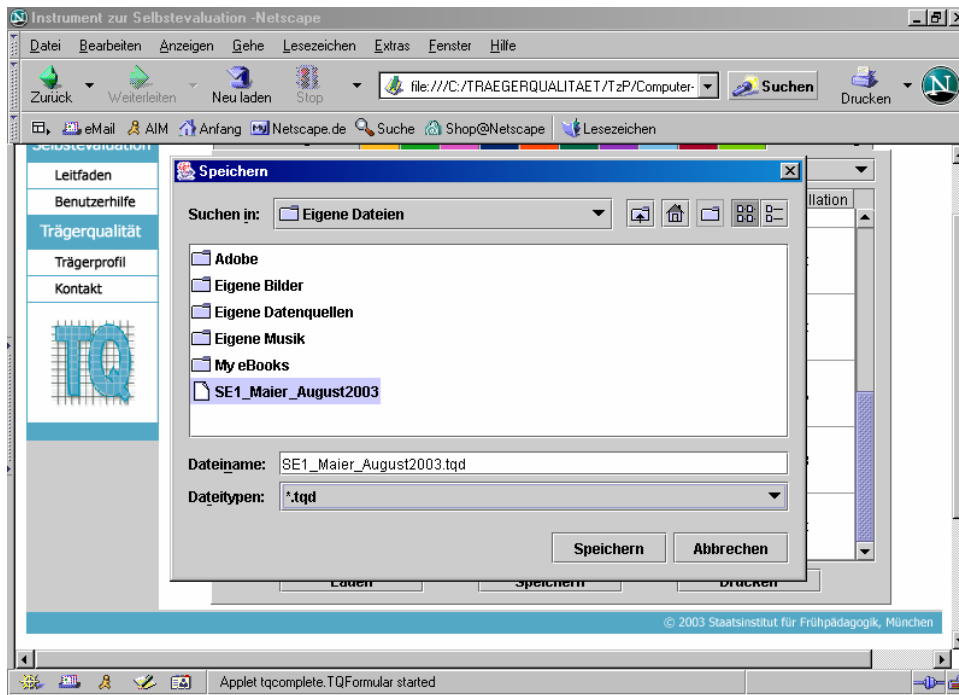 Instrument zur Selbstevaluation -Netscape
Datei Bearbeiten Anzeigen Gehe Lesezeichen Extras Fenster Hilfe
Zurück Weiterleiten Neu laden Stop file:///C:/TRAEGERQUALITAET/TzP/Computer- Suchen Drucken N
eMail AIM Anfang Netscape.de Suche Shop@Netscape Lesezeichen
Selbstevaluation
Leitfaden
Benutzerhilfe
Trägerqualität
Trägerprofil
Kontakt
TQ
Speichern
Suchen in: Eigene Dateien
Adobe
Eigene Bilder
Eigene Datenquellen
Eigene Musik
My eBooks
SE1_Maier_August2003
Dateiname: SE1_Maier_August2003.tqd
Dateitypen: *.tqd
Speichern Abbrechen
llation
Laden Speichern Drucken
© 2003 Staatsinstitut für Frühpädagogik, München
Applet tqcomplete.TQFormular started